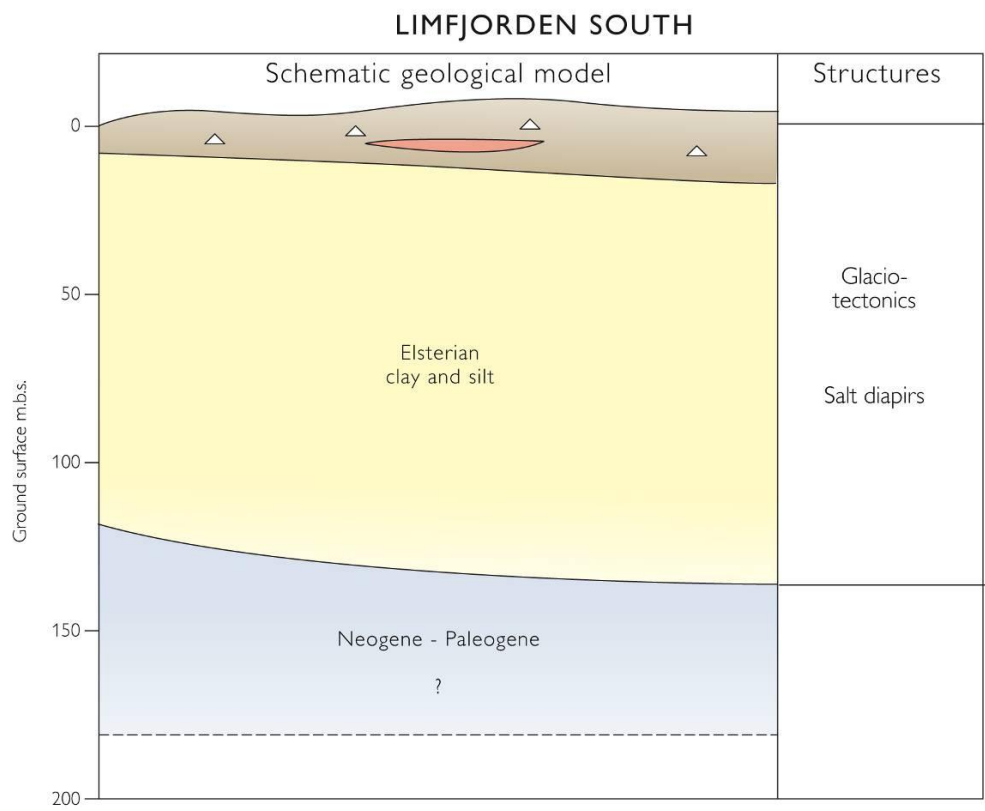 LIMFJORDEN SOUTH
Schematic geological model
Structures
0
50
100
150
200
Ground surface m.b.s.
Elsterian
clay and silt
Neogene - Paleogene
?
Glacio-
tectonics
Salt diapirs